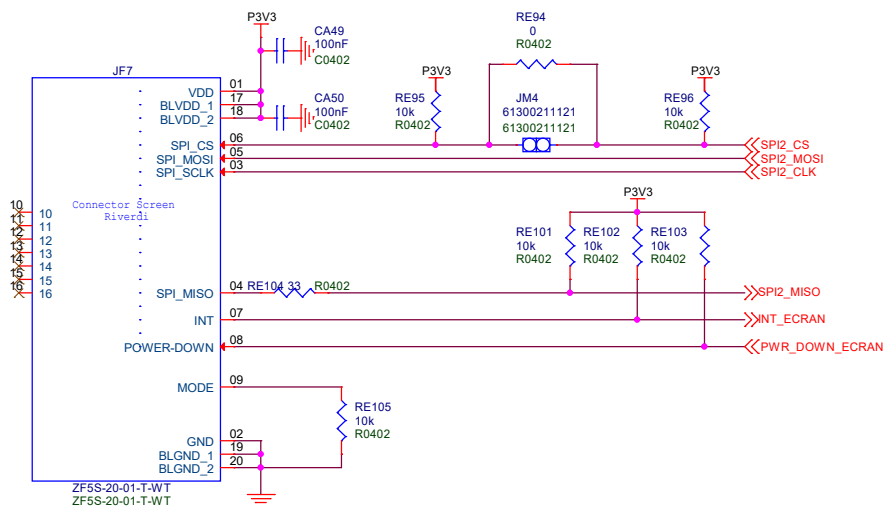 P3V3
CA49
100nF
C0402
RE94
0
R0402
JF7
P3V3
P3V3
VDD 01
BLVDD_1 17
BLVDD_2 18
CA50
100nF
C0402
RE95
10k
R0402
JM4
61300211121
61300211121
RE96
10k
R0402
SPI_CS 06
SPI2_CS
SPI_MOSI 05
SPI2_MOSI
SPI_SCLK 03
SPI2_CLK
Connector Screen
Riverdi
10 10
11 11
12 12
13 13
14 14
15 15
16 16
P3V3
RE101
10k
R0402
RE102
10k
R0402
RE103
10k
R0402
SPI_MISO 04
RE104 33 R0402
SPI2_MISO
INT 07
INT_ECRAN
POWER-DOWN 08
PWR_DOWN_ECRAN
MODE 09
RE105
10k
R0402
GND 02
BLGND_1 19
BLGND_2 20
ZF5S-20-01-T-WT
ZF5S-20-01-T-WT